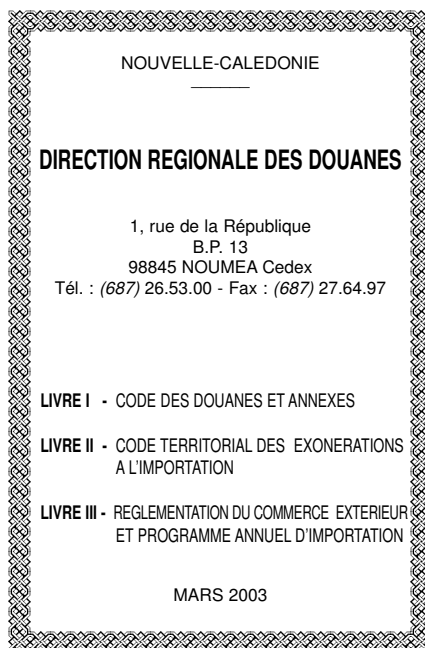 NOUVELLE-CALEDONIE
DIRECTION REGIONALE DES DOUANES
1, rue de la République
B.P. 13
98845 NOUMEA Cedex
Tél. : (687) 26.53.00 - Fax : (687) 27.64.97
LIVRE I - CODE DES DOUANES ET ANNEXES
LIVRE II - CODE TERRITORIAL DES EXONERATIONS
A L'IMPORTATION
LIVRE III - REGLEMENTATION DU COMMERCE EXTERIEUR
ET PROGRAMME ANNUEL D'IMPORTATION
MARS 2003